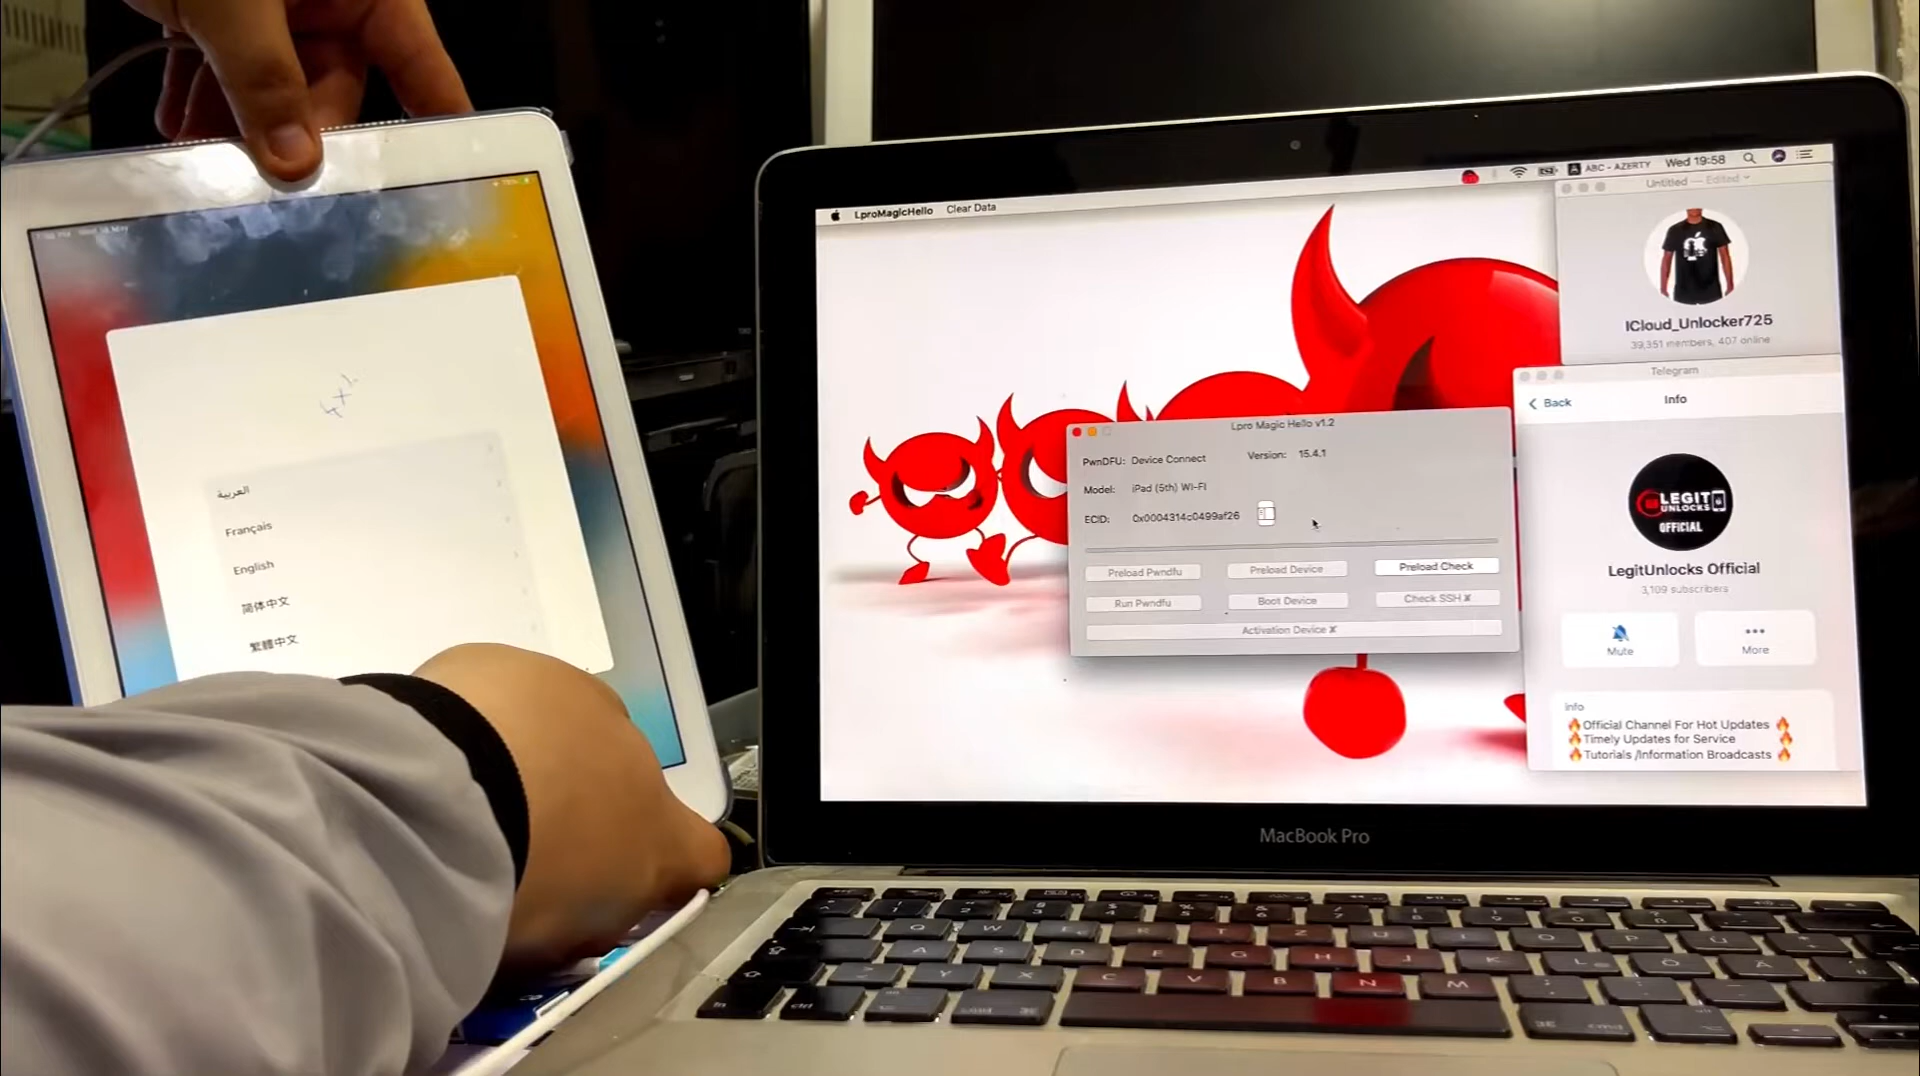 العربية
Français
English
简体中文
繁體中文
LproMagicHello Clear Data
ABC - AZERTY Wed 19:58
Untitled — Edited
ICloud_Unlocker725
39,351 members, 407 online
Telegram
Back Info
LEGIT
UNLOCKS
OFFICIAL
LegitUnlocks Official
3,109 subscribers
Mute More
Info
🔥Official Channel For Hot Updates 🔥
🔥Timely Updates for Service 🔥
🔥Tutorials /Information Broadcasts 🔥
Lpro Magic Hello v1.2
PwnDFU: Device Connect Version: 15.4.1
Model: iPad (5th) WI-FI
ECID: 0x0004314c0499af26
Preload Pwndfu Preload Device Preload Check
Run Pwndfu Boot Device Check SSH ✘
Activation Device ✘
MacBook Pro